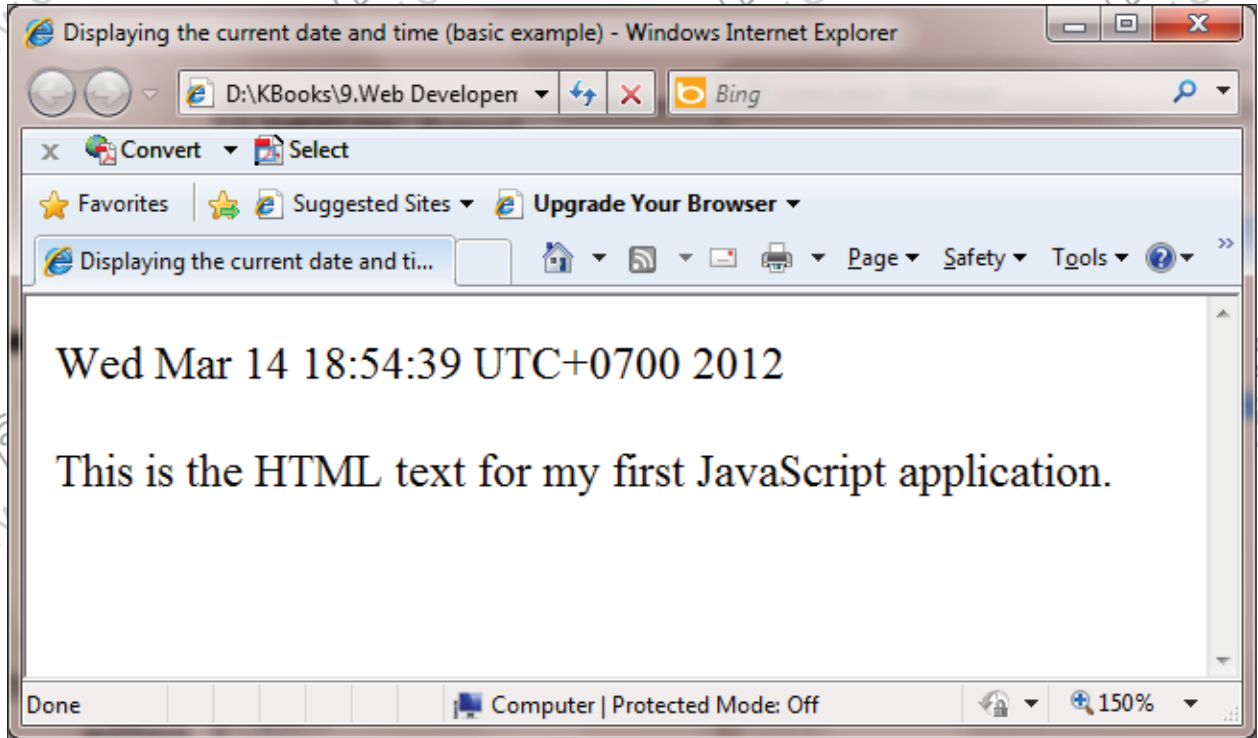 Displaying the current date and time (basic example) - Windows Internet Explorer
D:\KBooks\9.Web Developen
Bing
x Convert Select
Favorites Suggested Sites Upgrade Your Browser
Displaying the current date and ti... Page Safety Tools »
Wed Mar 14 18:54:39 UTC+0700 2012
This is the HTML text for my first JavaScript application.
Done Computer | Protected Mode: Off 150%